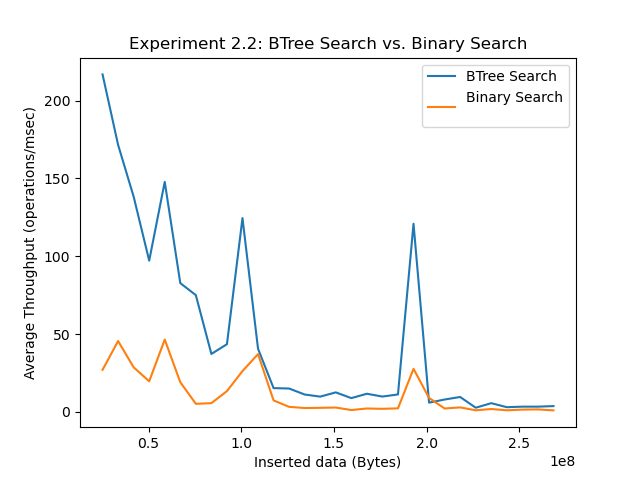 Experiment 2.2: BTree Search vs. Binary Search
BTree Search
Binary Search
Average Throughput (operations/msec)
200
150
100
50
0
0.5 1.0 1.5 2.0 2.5
1e8
Inserted data (Bytes)